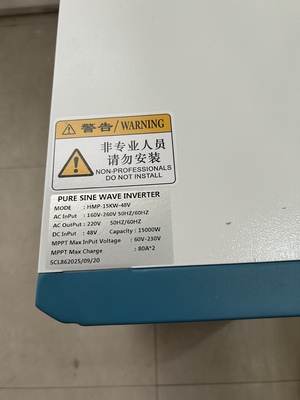 警告/WARNING
非专业人员
请勿安装
NON-PROFESSIONALS
DO NOT INSTALL
PURE SINE WAVE INVERTER
MODE : HMP-15KW-48V
AC InPut : 160V-260V 50HZ/60HZ
AC OutPut : 220V 50HZ/60HZ
DC InPut : 48V Capacity : 15000W
MPPT Max InPut Voltage : 60V-230V
MPPT Max Charge : 80A*2
SCL862025/09/20